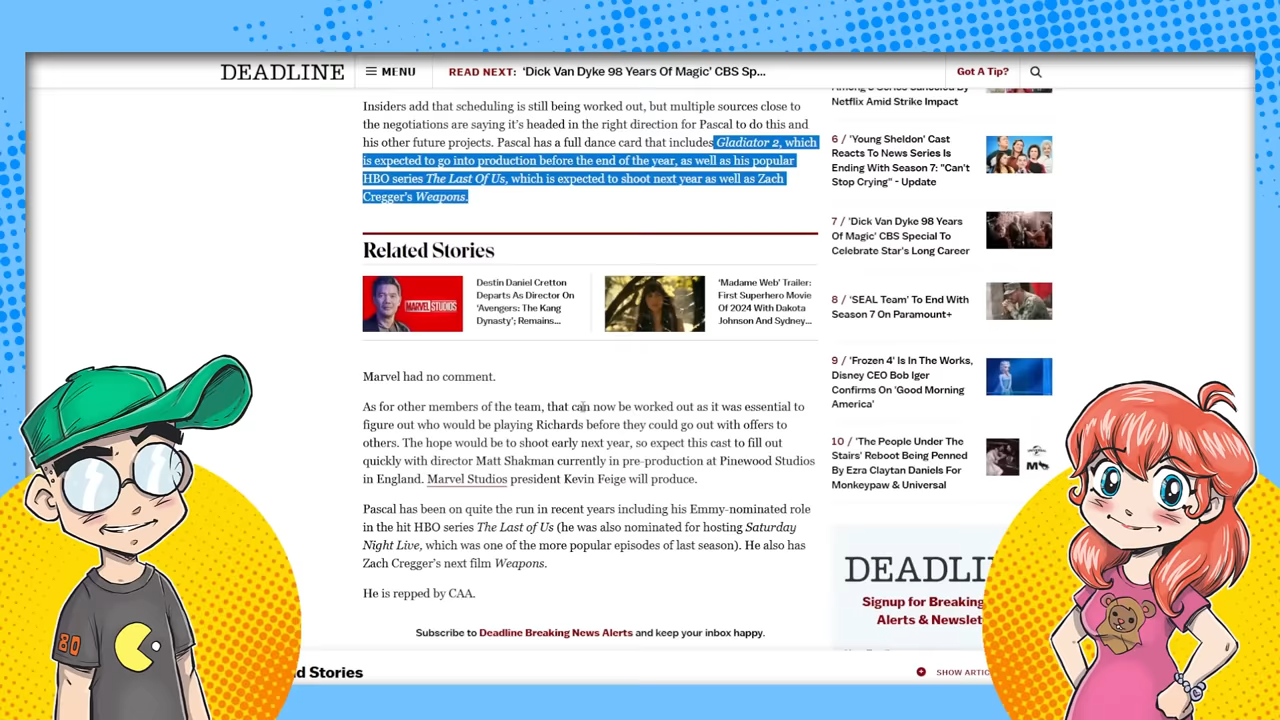 DEADLINE
MENU
READ NEXT: ‘Dick Van Dyke 98 Years Of Magic’ CBS Sp...
Got A Tip?
Insiders add that scheduling is still being worked out, but multiple sources close to
the negotiations are saying it’s headed in the right direction for Pascal to do this and
his other future projects. Pascal has a full dance card that includes Gladiator 2, which
is expected to go into production before the end of the year, as well as his popular
HBO series The Last Of Us, which is expected to shoot next year as well as Zach
Cregger’s Weapons.
Related Stories
Destin Daniel Cretton
Departs As Director On
‘Avengers: The Kang
Dynasty’; Remains...
MARVEL STUDIOS
‘Madame Web’ Trailer:
First Superhero Movie
Of 2024 With Dakota
Johnson And Sydney...
Marvel had no comment.
As for other members of the team, that can now be worked out as it was essential to
figure out who would be playing Richards before they could go out with offers to
others. The hope would be to shoot early next year, so expect this cast to fill out
quickly with director Matt Shakman currently in pre-production at Pinewood Studios
in England. Marvel Studios president Kevin Feige will produce.
Pascal has been on quite the run in recent years including his Emmy-nominated role
in the hit HBO series The Last of Us (he was also nominated for hosting Saturday
Night Live, which was one of the more popular episodes of last season). He also has
Zach Cregger’s next film Weapons.
He is repped by CAA.
Subscribe to Deadline Breaking News Alerts and keep your inbox happy.
d Stories
SHOW ARTIC
Netflix Amid Strike Impact
6 / ‘Young Sheldon’ Cast
Reacts To News Series Is
Ending With Season 7: “Can’t
Stop Crying” - Update
7 / ‘Dick Van Dyke 98 Years
Of Magic’ CBS Special To
Celebrate Star’s Long Career
8 / ‘SEAL Team’ To End With
Season 7 On Paramount+
9 / ‘Frozen 4’ Is In The Works,
Disney CEO Bob Iger
Confirms On ‘Good Morning
America’
10 / ‘The People Under The
Stairs’ Reboot Being Penned
By Ezra Claytan Daniels For
Monkeypaw & Universal
DEADLI
Signup for Breaking
Alerts & Newslet
80